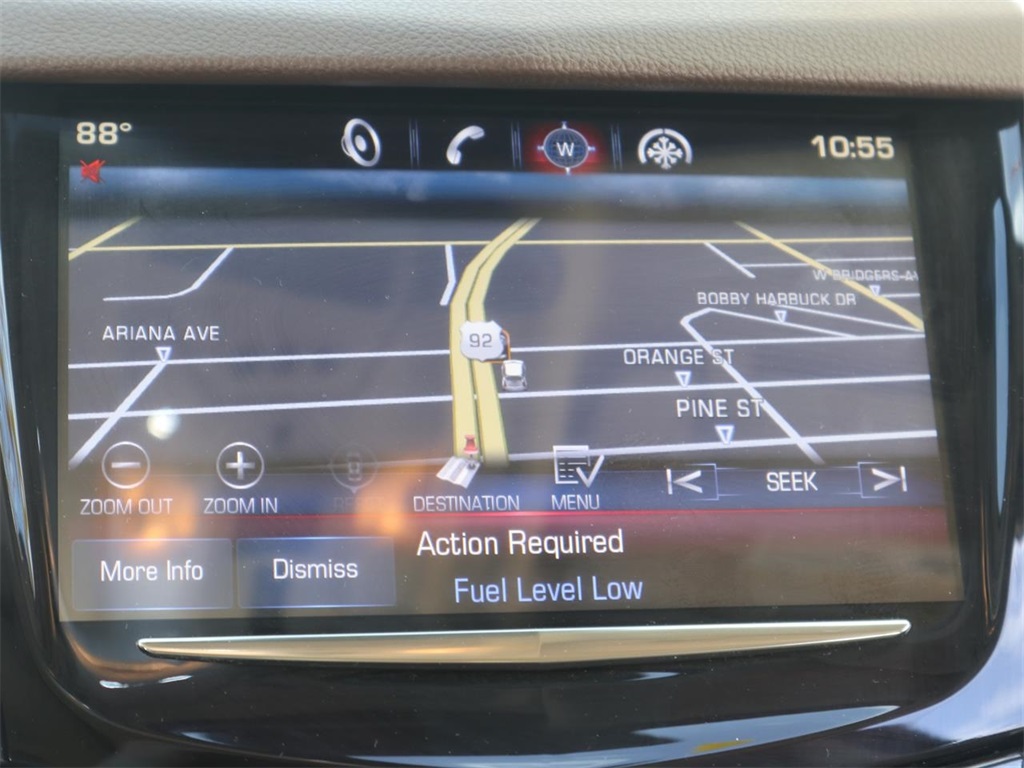 88°
W
10:55
W BRIDGERS AV
BOBBY HARBUCK DR
ARIANA AVE
92
ORANGE ST
PINE ST
ZOOM OUT
ZOOM IN
DESTINATION
MENU
SEEK
More Info
Dismiss
Action Required
Fuel Level Low